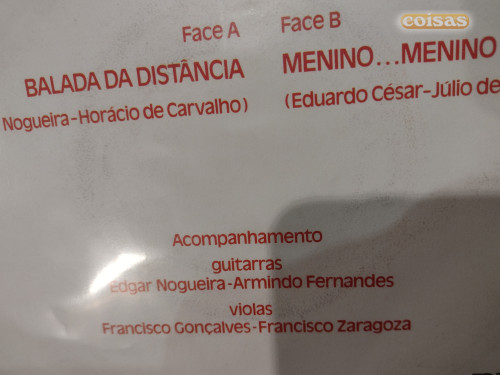 coisas
Face A
Face B
BALADA DA DISTÂNCIA
MENINO...MENINO
Nogueira-Horácio de Carvalho)
(Eduardo César-Júlio de
Acompanhamento
guitarras
Edgar Nogueira-Armindo Fernandes
violas
Francisco Gonçalves-Francisco Zaragoza